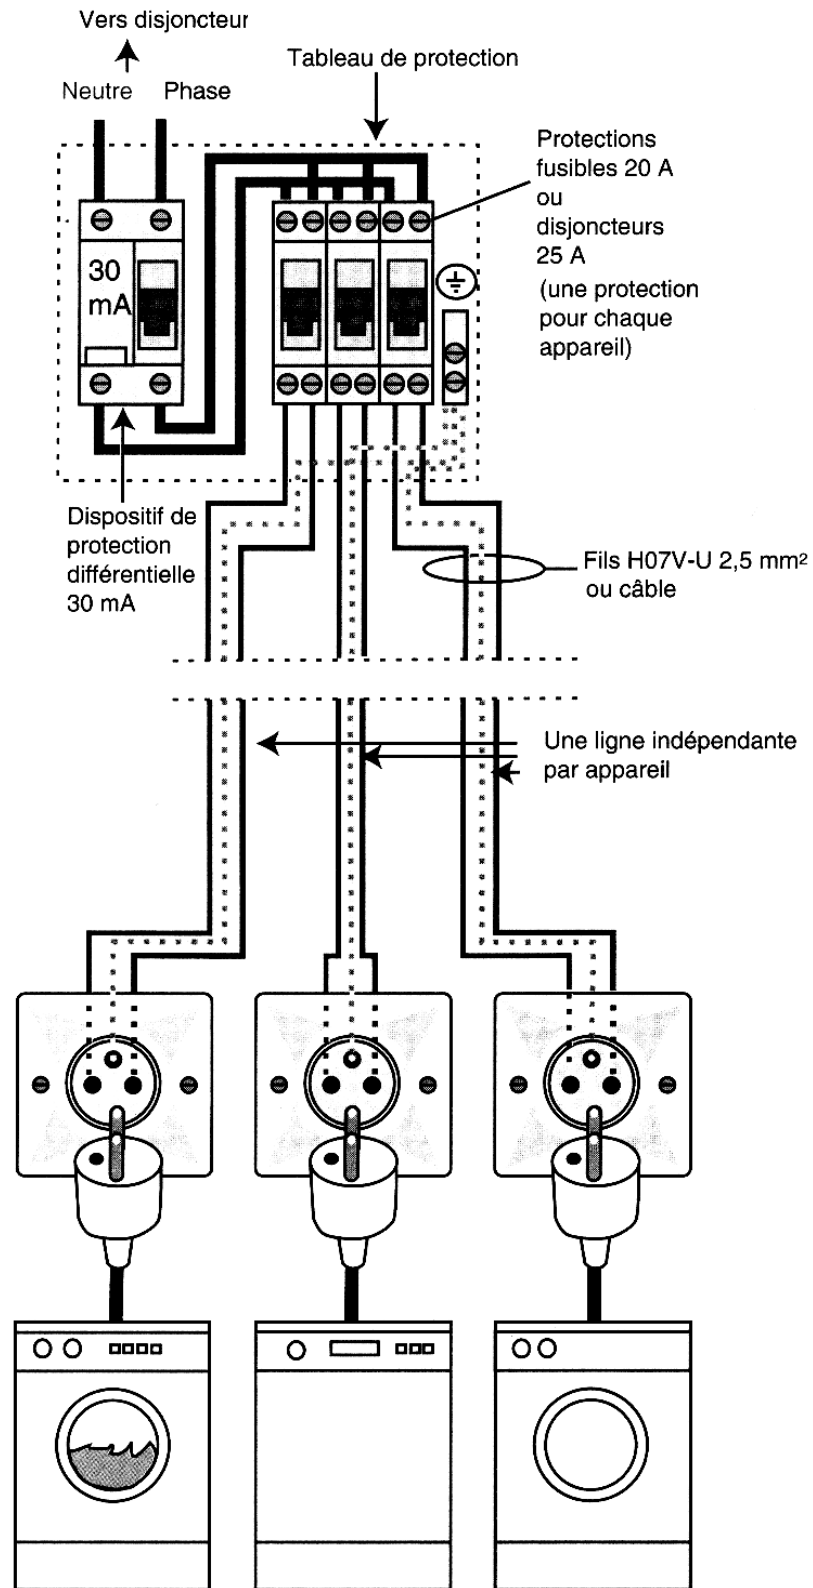 Vers disjoncteur
Neutre Phase
Tableau de protection
Protections
fusibles 20 A
ou
disjoncteurs
25 A
(une protection
pour chaque
appareil)
30
mA
Dispositif de
protection
différentielle
30 mA
Fils H07V-U 2,5 mm²
ou câble
Une ligne indépendante
par appareil